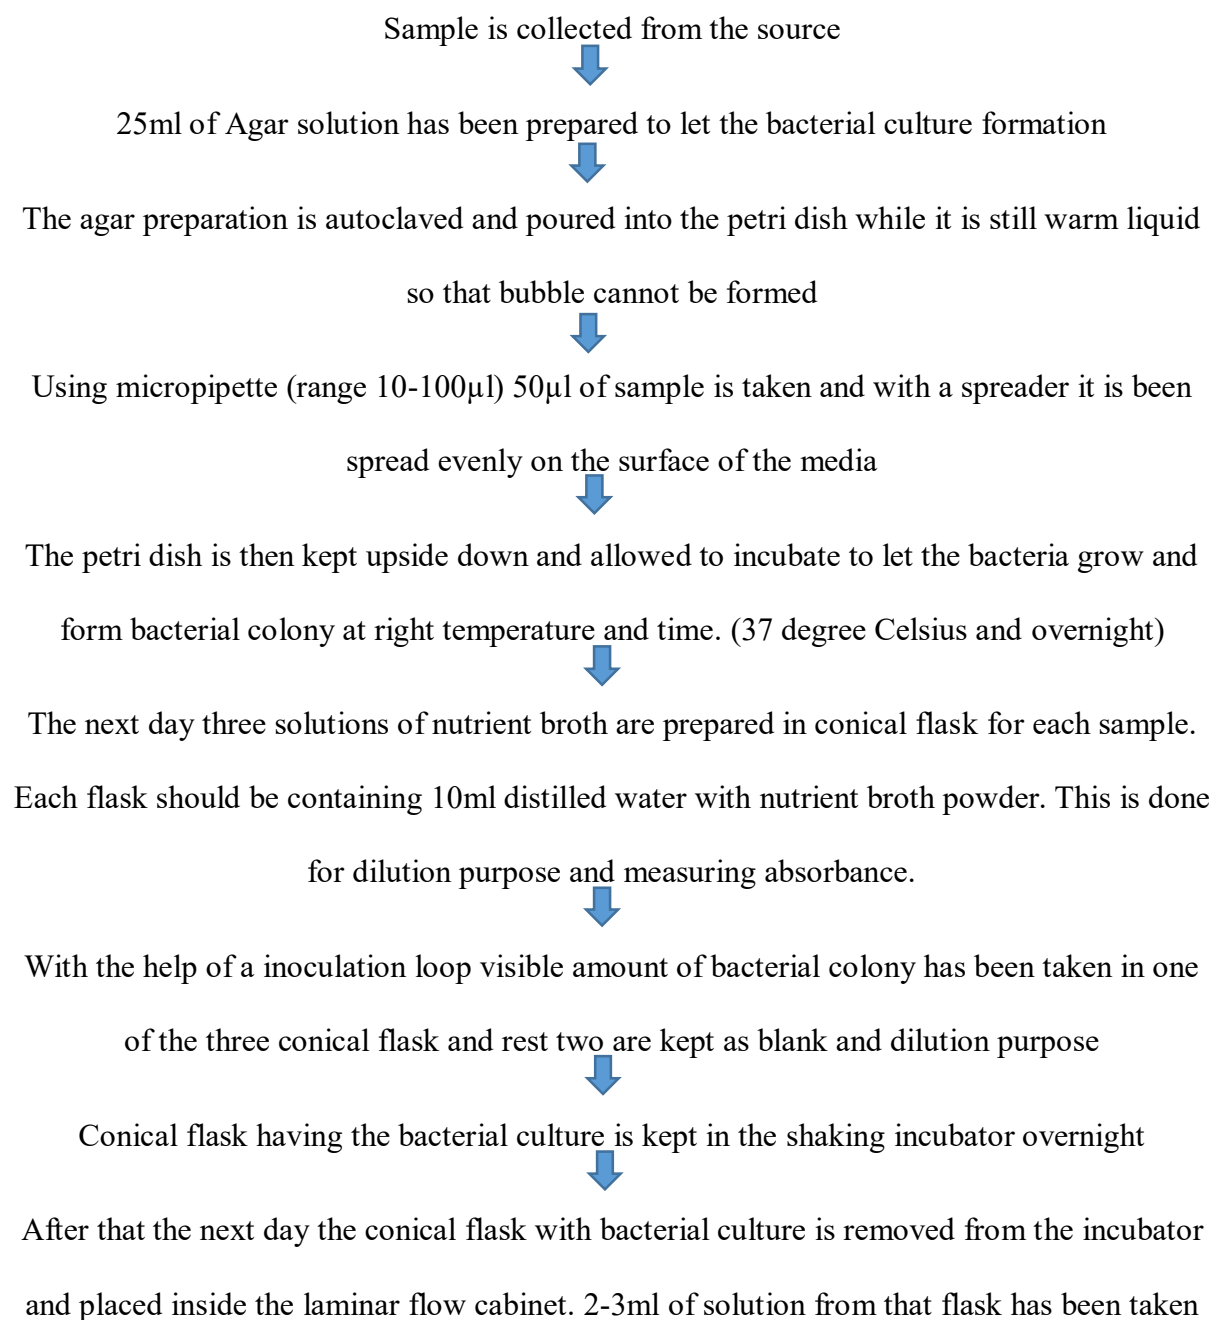 Sample is collected from the source
25ml of Agar solution has been prepared to let the bacterial culture formation
The agar preparation is autoclaved and poured into the petri dish while it is still warm liquid
so that bubble cannot be formed
Using micropipette (range 10-100µl) 50µl of sample is taken and with a spreader it is been
spread evenly on the surface of the media
The petri dish is then kept upside down and allowed to incubate to let the bacteria grow and
form bacterial colony at right temperature and time. (37 degree Celsius and overnight)
The next day three solutions of nutrient broth are prepared in conical flask for each sample.
Each flask should be containing 10ml distilled water with nutrient broth powder. This is done
for dilution purpose and measuring absorbance.
With the help of a inoculation loop visible amount of bacterial colony has been taken in one
of the three conical flask and rest two are kept as blank and dilution purpose
Conical flask having the bacterial culture is kept in the shaking incubator overnight
After that the next day the conical flask with bacterial culture is removed from the incubator
and placed inside the laminar flow cabinet. 2-3ml of solution from that flask has been taken